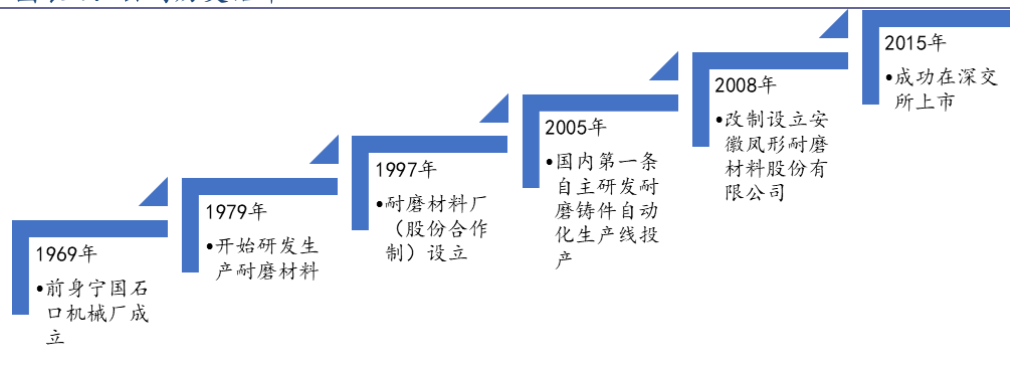 1969年
•前身宁国石
口机械厂成
立
1979年
•开始研发生
产耐磨材料
1997年
•耐磨材料厂
（股份合作
制）设立
2005年
•国内第一条
自主研发耐
磨铸件自动
化生产线投
产
2008年
•改制设立安
徽凤形耐磨
材料股份有
限公司
2015年
•成功在深交
所上市